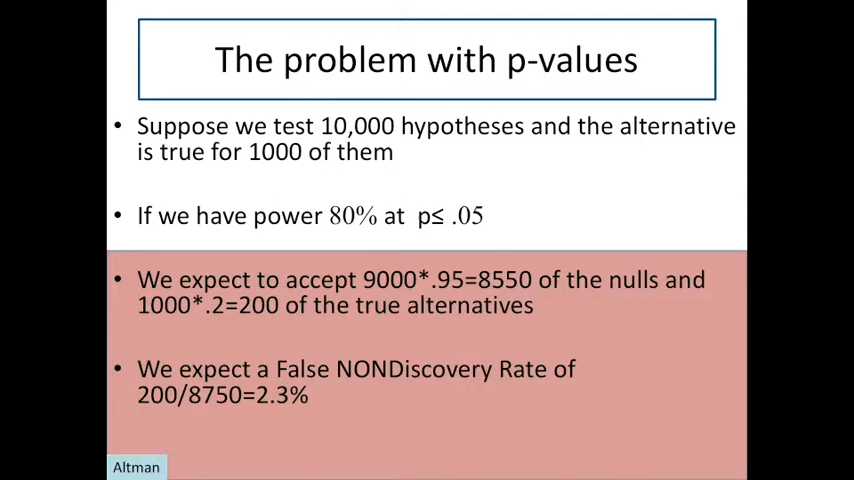 The problem with p-values
• Suppose we test 10,000 hypotheses and the alternative
is true for 1000 of them
• If we have power 80% at p≤ .05
• We expect to accept 9000*.95=8550 of the nulls and
1000*.2=200 of the true alternatives
• We expect a False NONDiscovery Rate of
200/8750=2.3%
Altman